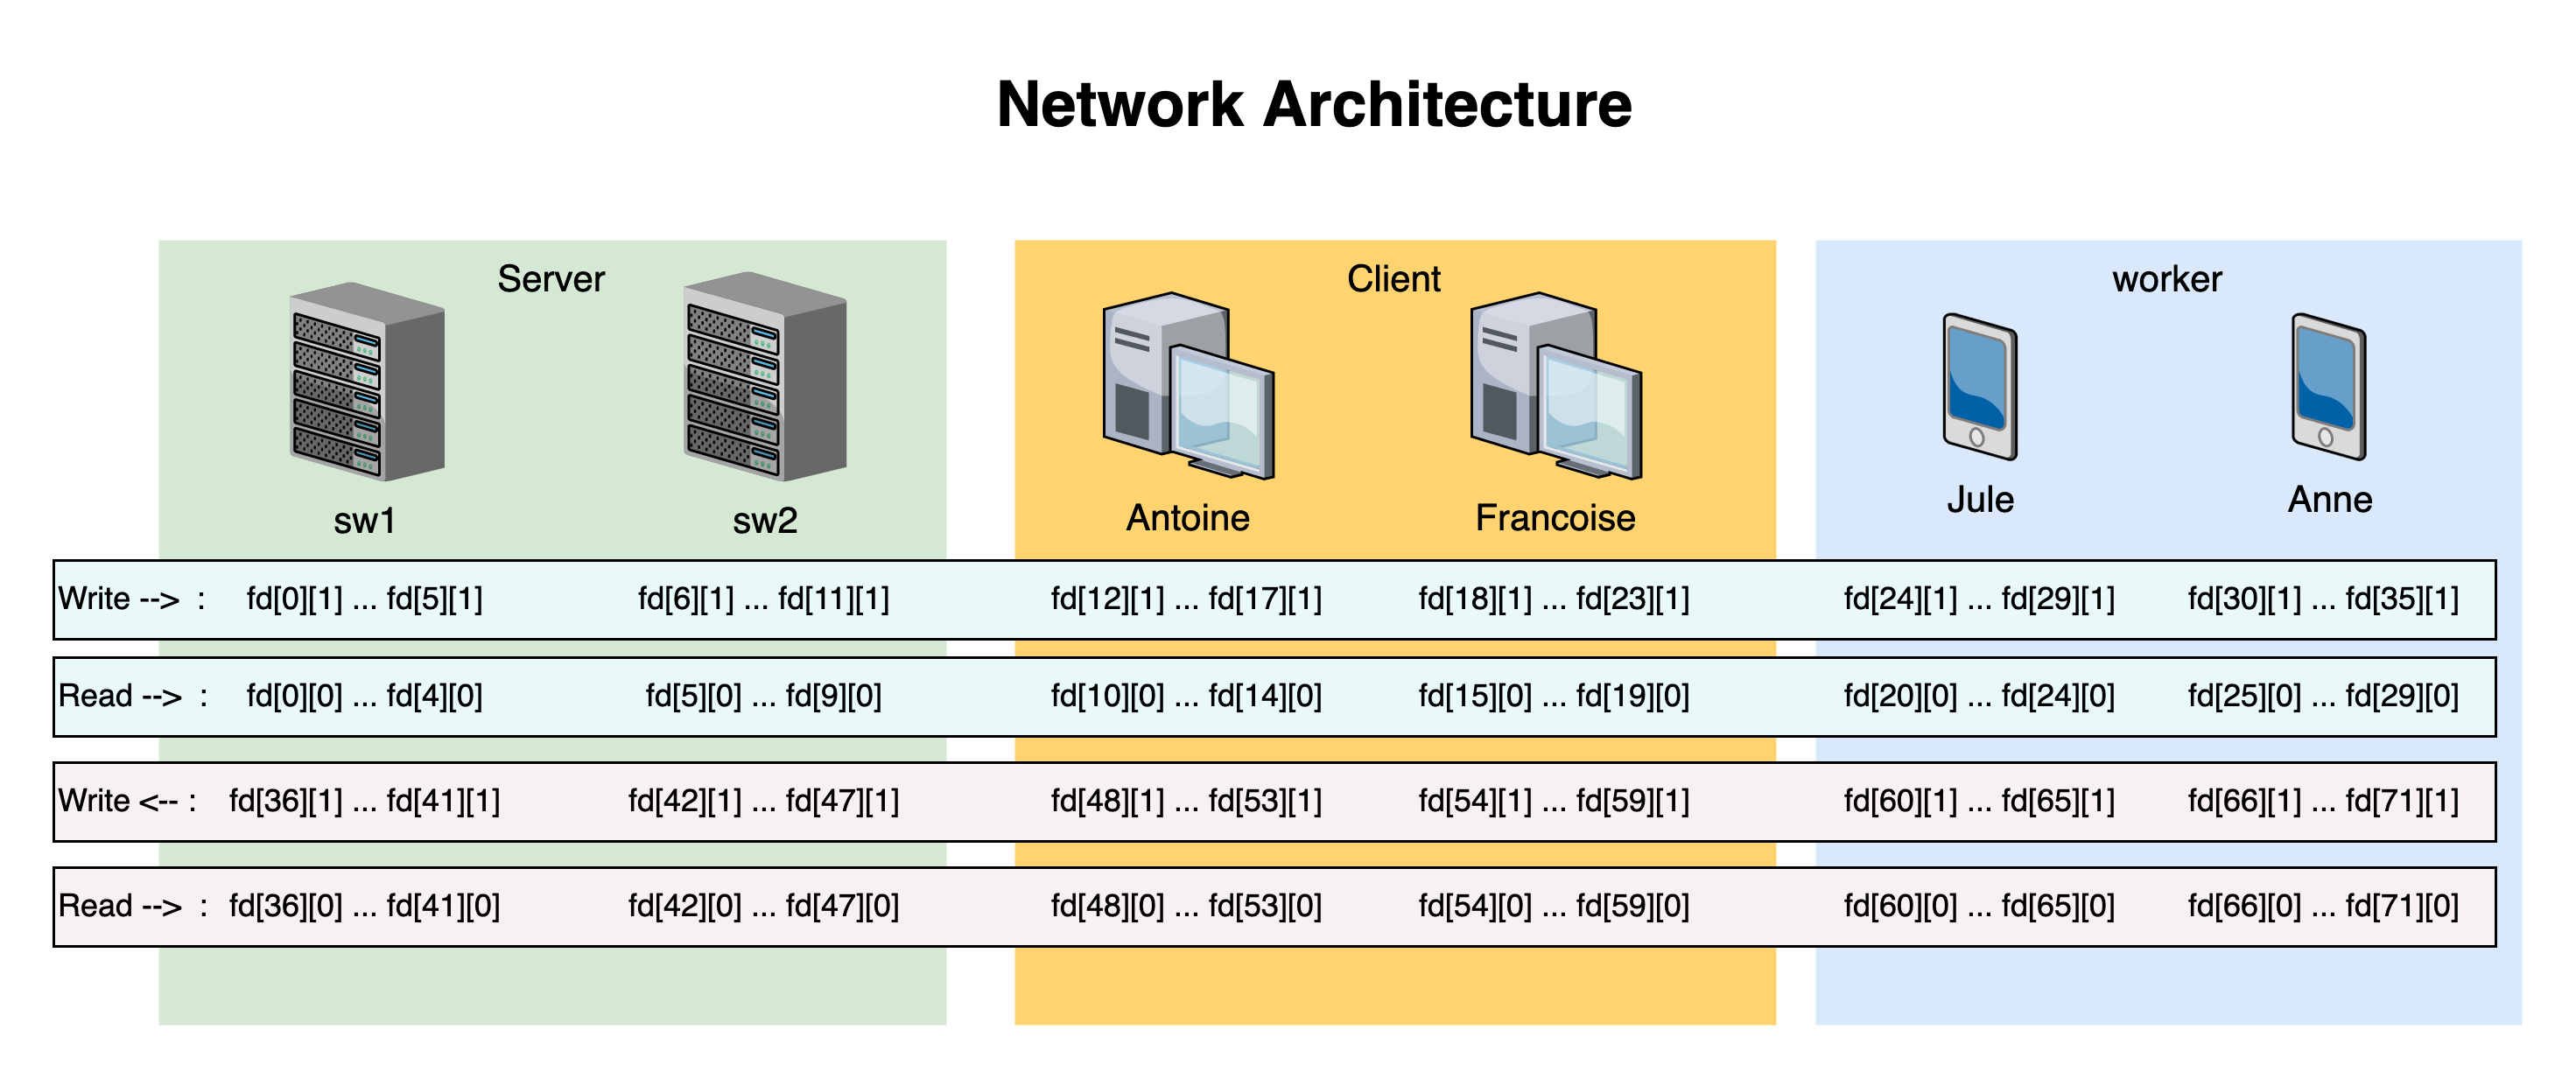 Network Architecture
Server
Client
worker
sw1
sw2
Antoine
Francoise
Jule
Anne
Write --> : fd[0][1] ... fd[5][1] fd[6][1] ... fd[11][1] fd[12][1] ... fd[17][1] fd[18][1] ... fd[23][1] fd[24][1] ... fd[29][1] fd[30][1] ... fd[35][1]
Read --> : fd[0][0] ... fd[4][0] fd[5][0] ... fd[9][0] fd[10][0] ... fd[14][0] fd[15][0] ... fd[19][0] fd[20][0] ... fd[24][0] fd[25][0] ... fd[29][0]
Write <-- : fd[36][1] ... fd[41][1] fd[42][1] ... fd[47][1] fd[48][1] ... fd[53][1] fd[54][1] ... fd[59][1] fd[60][1] ... fd[65][1] fd[66][1] ... fd[71][1]
Read --> : fd[36][0] ... fd[41][0] fd[42][0] ... fd[47][0] fd[48][0] ... fd[53][0] fd[54][0] ... fd[59][0] fd[60][0] ... fd[65][0] fd[66][0] ... fd[71][0]